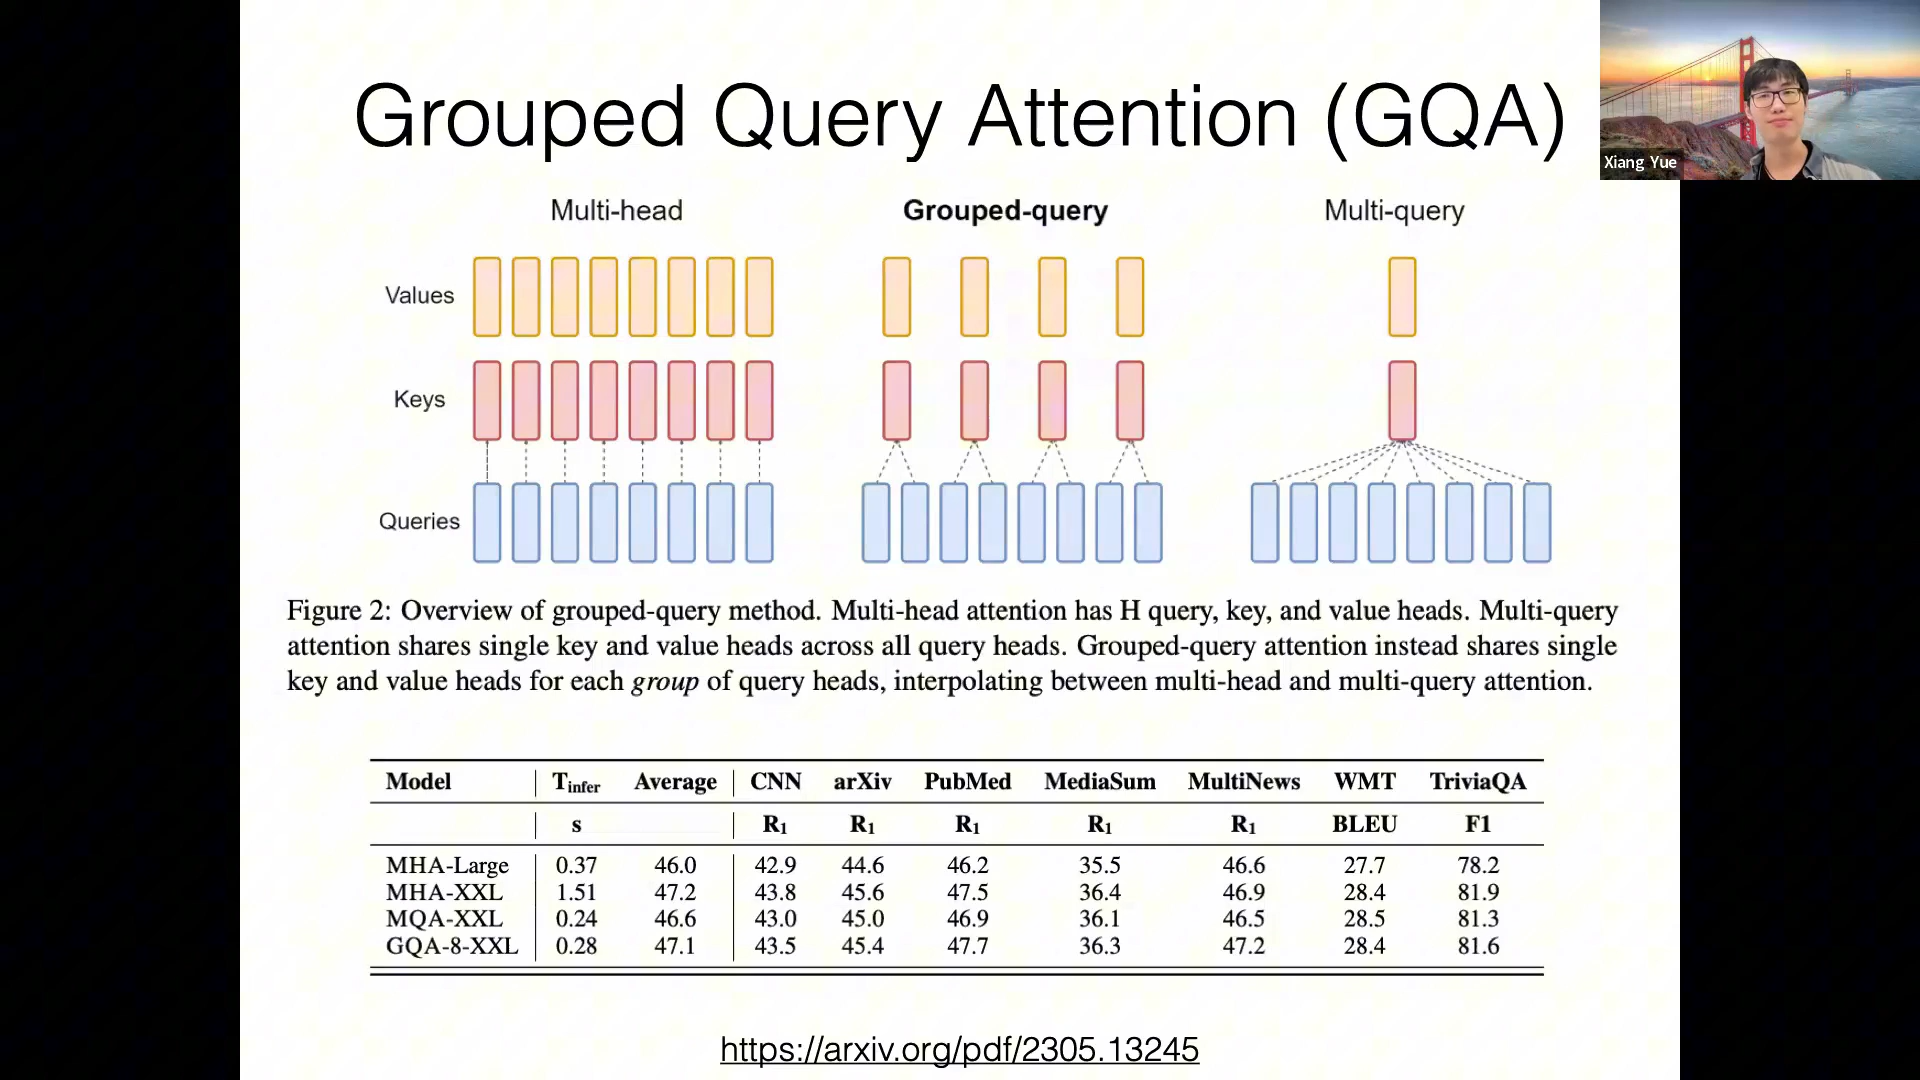 Grouped Query Attention (GQA)
Xiang Yue
Multi-head Grouped-query Multi-query
Values
Keys
Queries
Figure 2: Overview of grouped-query method. Multi-head attention has H query, key, and value heads. Multi-query
attention shares single key and value heads across all query heads. Grouped-query attention instead shares single
key and value heads for each group of query heads, interpolating between multi-head and multi-query attention.
Model T_infer Average CNN arXiv PubMed MediaSum MultiNews WMT TriviaQA
s R₁ R₁ R₁ R₁ R₁ BLEU F1
MHA-Large 0.37 46.0 42.9 44.6 46.2 35.5 46.6 27.7 78.2
MHA-XXL 1.51 47.2 43.8 45.6 47.5 36.4 46.9 28.4 81.9
MQA-XXL 0.24 46.6 43.0 45.0 46.9 36.1 46.5 28.5 81.3
GQA-8-XXL 0.28 47.1 43.5 45.4 47.7 36.3 47.2 28.4 81.6
https://arxiv.org/pdf/2305.13245